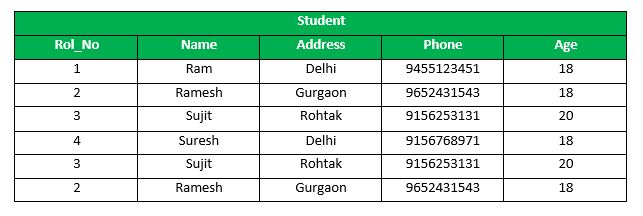 Student
Rol_No Name Address Phone Age
1 Ram Delhi 9455123451 18
2 Ramesh Gurgaon 9652431543 18
3 Sujit Rohtak 9156253131 20
4 Suresh Delhi 9156768971 18
3 Sujit Rohtak 9156253131 20
2 Ramesh Gurgaon 9652431543 18